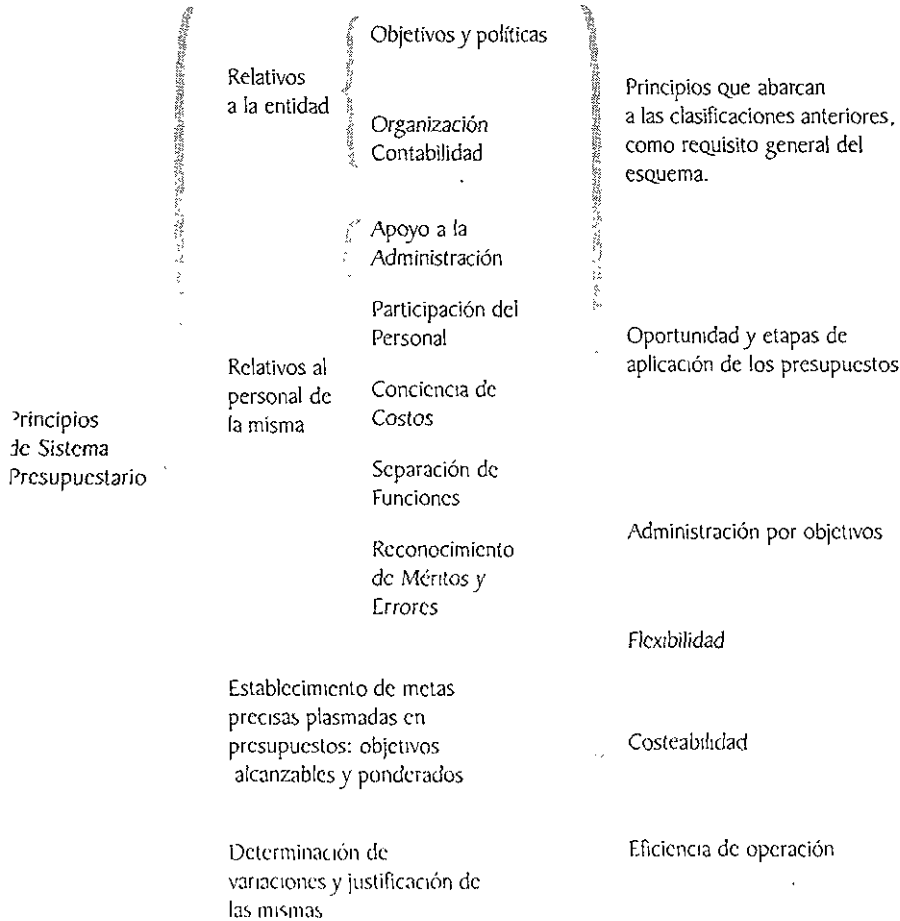 Principios
de Sistema
Presupuestario
Relativos
a la entidad
Objetivos y políticas
Organización
Contabilidad
Relativos al
personal de
la misma
Apoyo a la
Administración
Participación del
Personal
Conciencia de
Costos
Separación de
Funciones
Reconocimiento
de Méritos y
Errores
Establecimiento de metas
precisas plasmadas en
presupuestos: objetivos
alcanzables y ponderados
Determinación de
variaciones y justificación de
las mismas
Principios que abarcan
a las clasificaciones anteriores,
como requisito general del
esquema.
Oportunidad y etapas de
aplicación de los presupuestos
Administración por objetivos
Flexibilidad
Costeabilidad
Eficiencia de operación